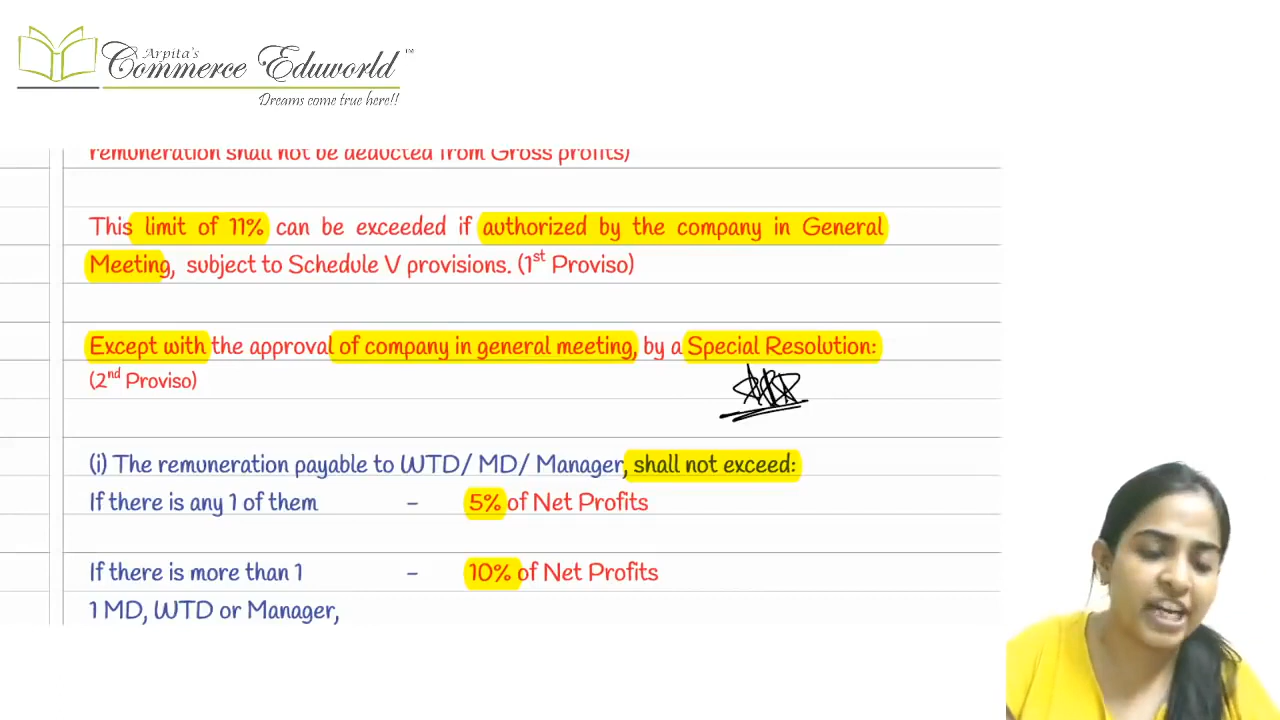 Arpita's
Commerce Eduworld™
Dreams come true here!!
remuneration shall not be deducted from Gross profits)
This limit of 11% can be exceeded if authorized by the company in General
Meeting, subject to Schedule V provisions. (1st Proviso)
Except with the approval of company in general meeting, by a Special Resolution:
(2nd Proviso)
(i) The remuneration payable to WTD/ MD/ Manager, shall not exceed:
If there is any 1 of them - 5% of Net Profits
If there is more than 1 - 10% of Net Profits
1 MD, WTD or Manager,